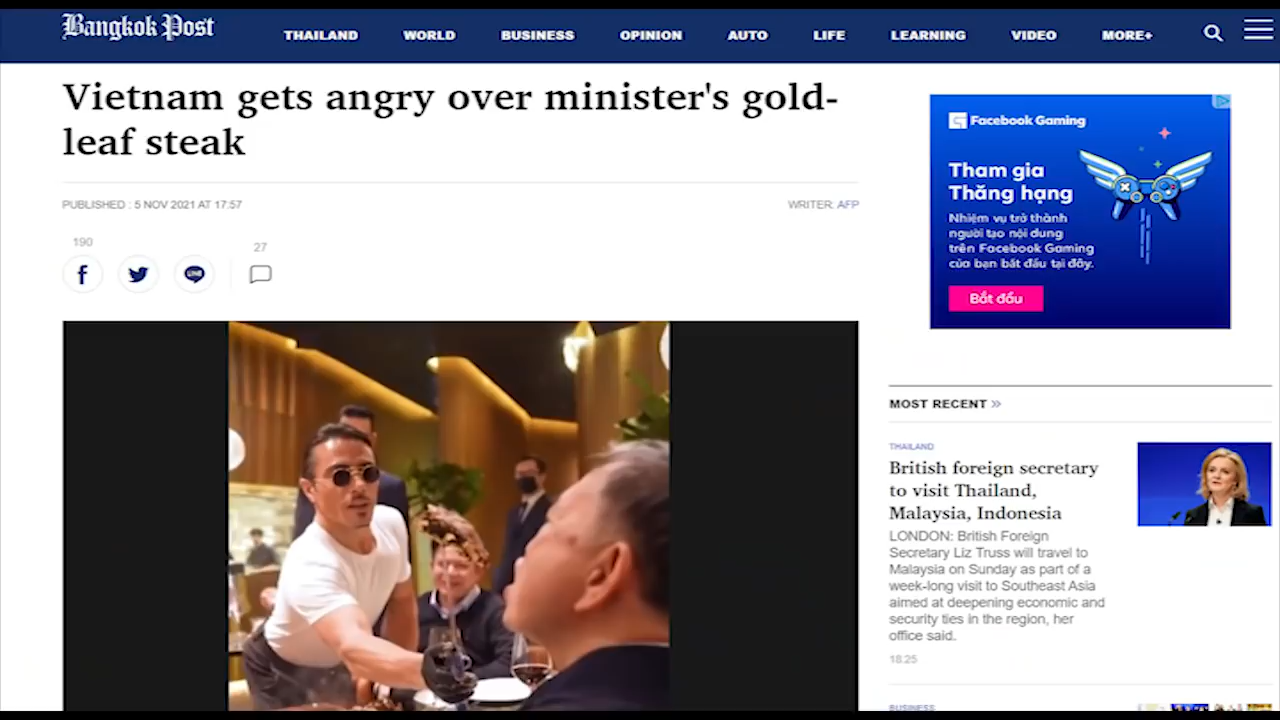 Bangkok Post
THAILAND WORLD BUSINESS OPINION AUTO LIFE LEARNING VIDEO MORE+
Vietnam gets angry over minister's gold-
leaf steak
PUBLISHED : 5 NOV 2021 AT 17:57
WRITER: AFP
190
27
LINE
Facebook Gaming
Tham gia
Thăng hạng
Nhiệm vụ trở thành
người tạo nội dung
trên Facebook Gaming
của bạn bắt đầu tại đây.
Bắt đầu
MOST RECENT »
THAILAND
British foreign secretary
to visit Thailand,
Malaysia, Indonesia
LONDON: British Foreign
Secretary Liz Truss will travel to
Malaysia on Sunday as part of a
week-long visit to Southeast Asia
aimed at deepening economic and
security ties in the region, her
office said.
18:25
BUSINESS